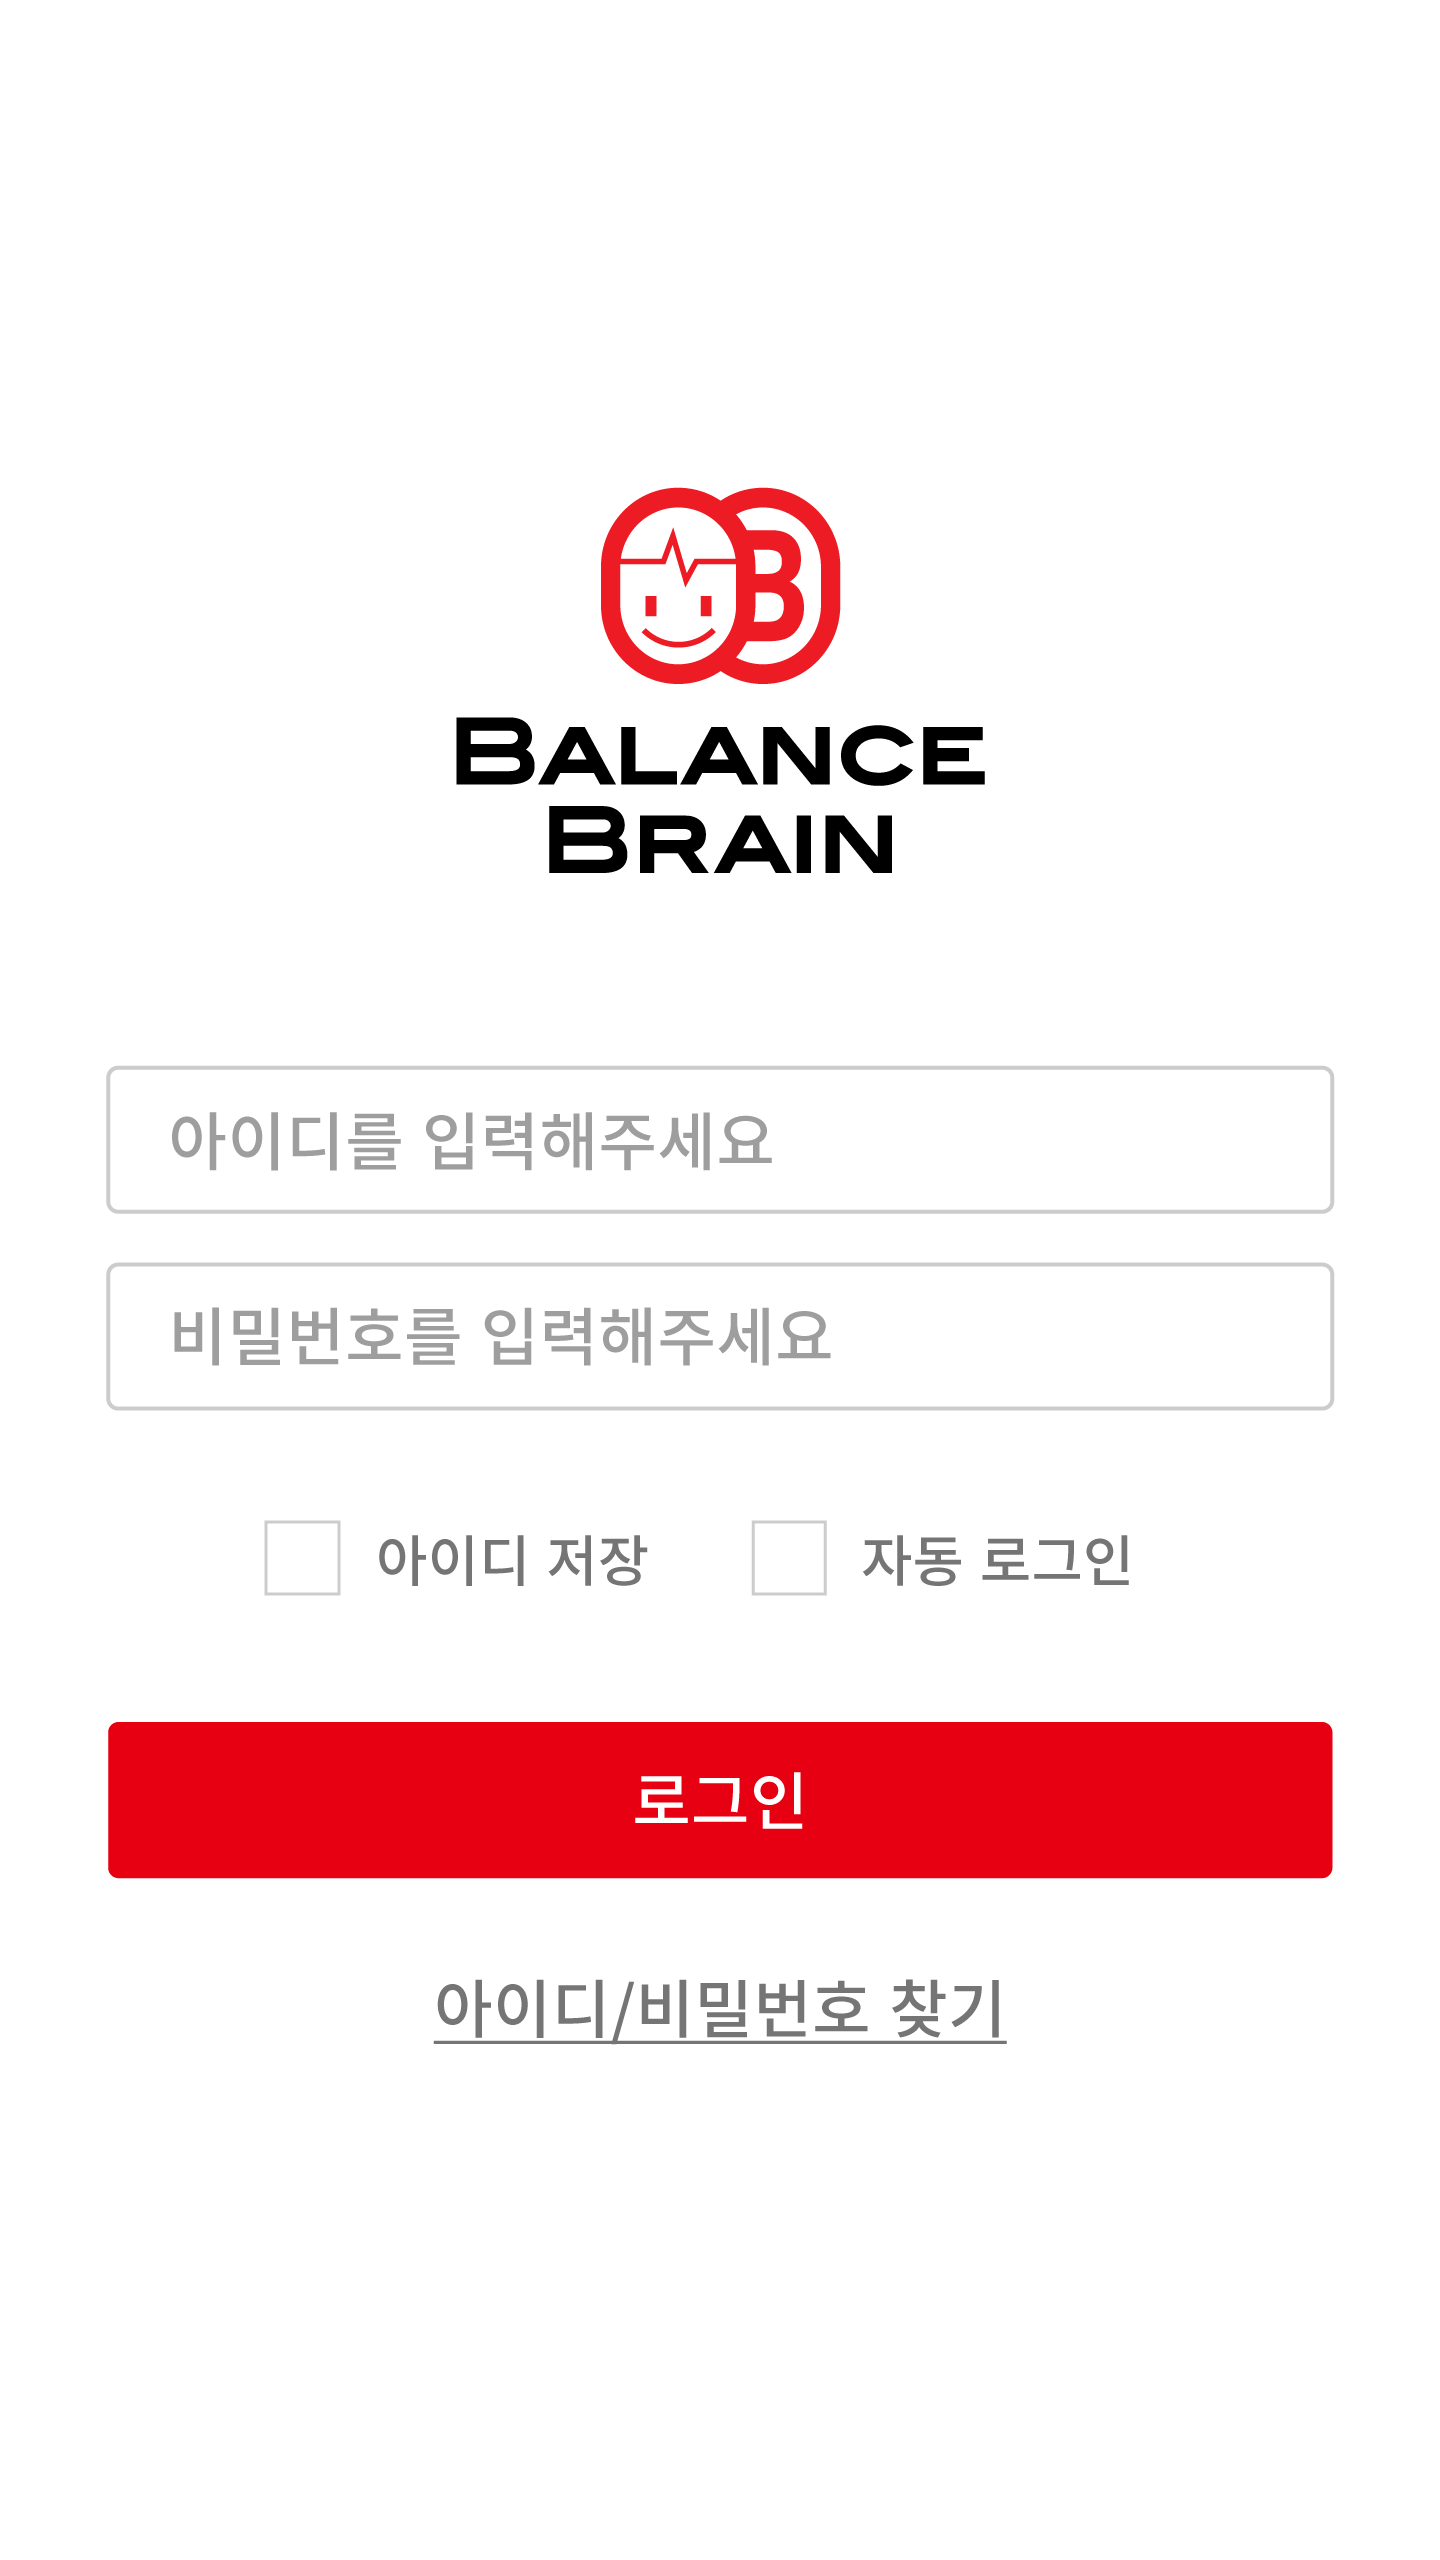 B
BALANCE
BRAIN
아이디를 입력해주세요
비밀번호를 입력해주세요
아이디 저장 자동 로그인
로그인
아이디/비밀번호 찾기